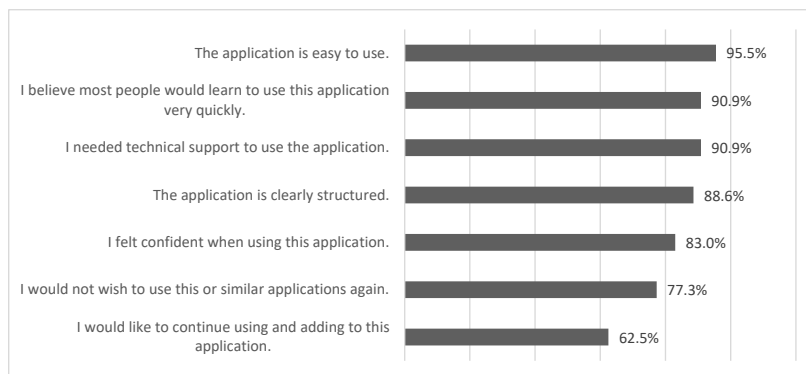 The application is easy to use.
95.5%
I believe most people would learn to use this application
very quickly.
90.9%
I needed technical support to use the application.
90.9%
The application is clearly structured.
88.6%
I felt confident when using this application.
83.0%
I would not wish to use this or similar applications again.
77.3%
I would like to continue using and adding to this
application.
62.5%